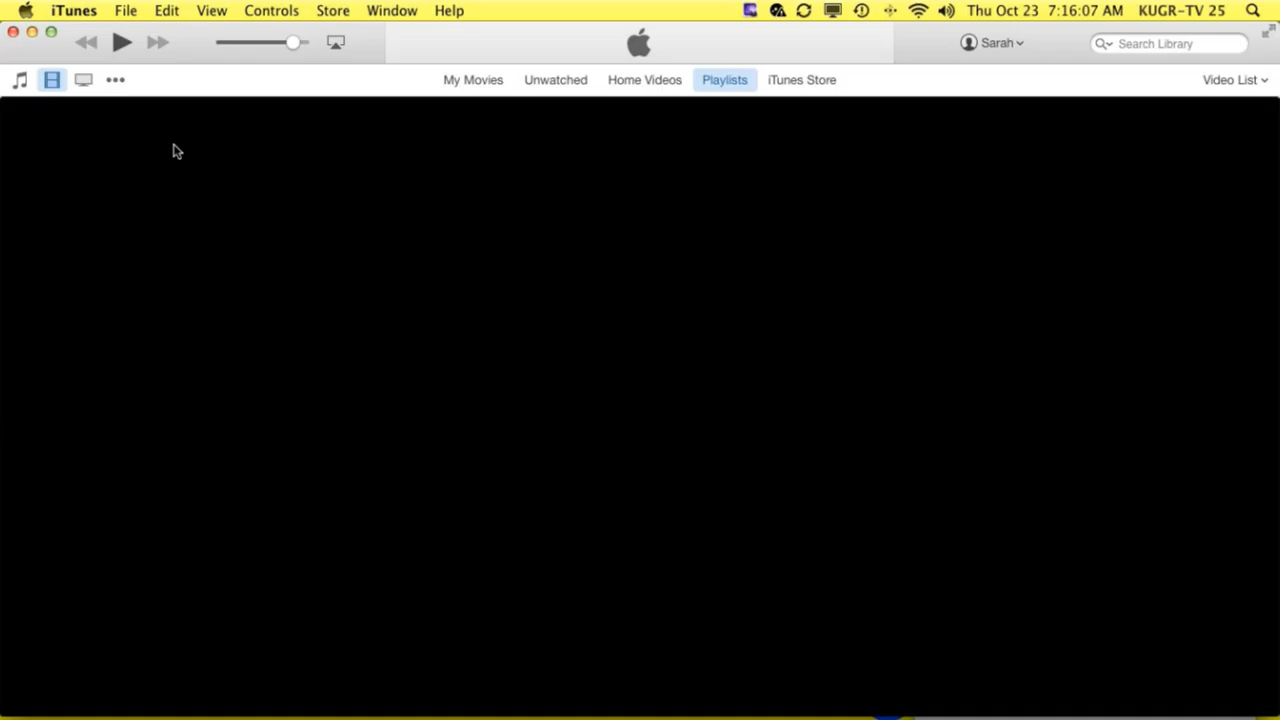 iTunes File Edit View Controls Store Window Help Thu Oct 23 7:16:07 AM KUGR-TV 25
Sarah Search Library
My Movies Unwatched Home Videos Playlists iTunes Store Video List